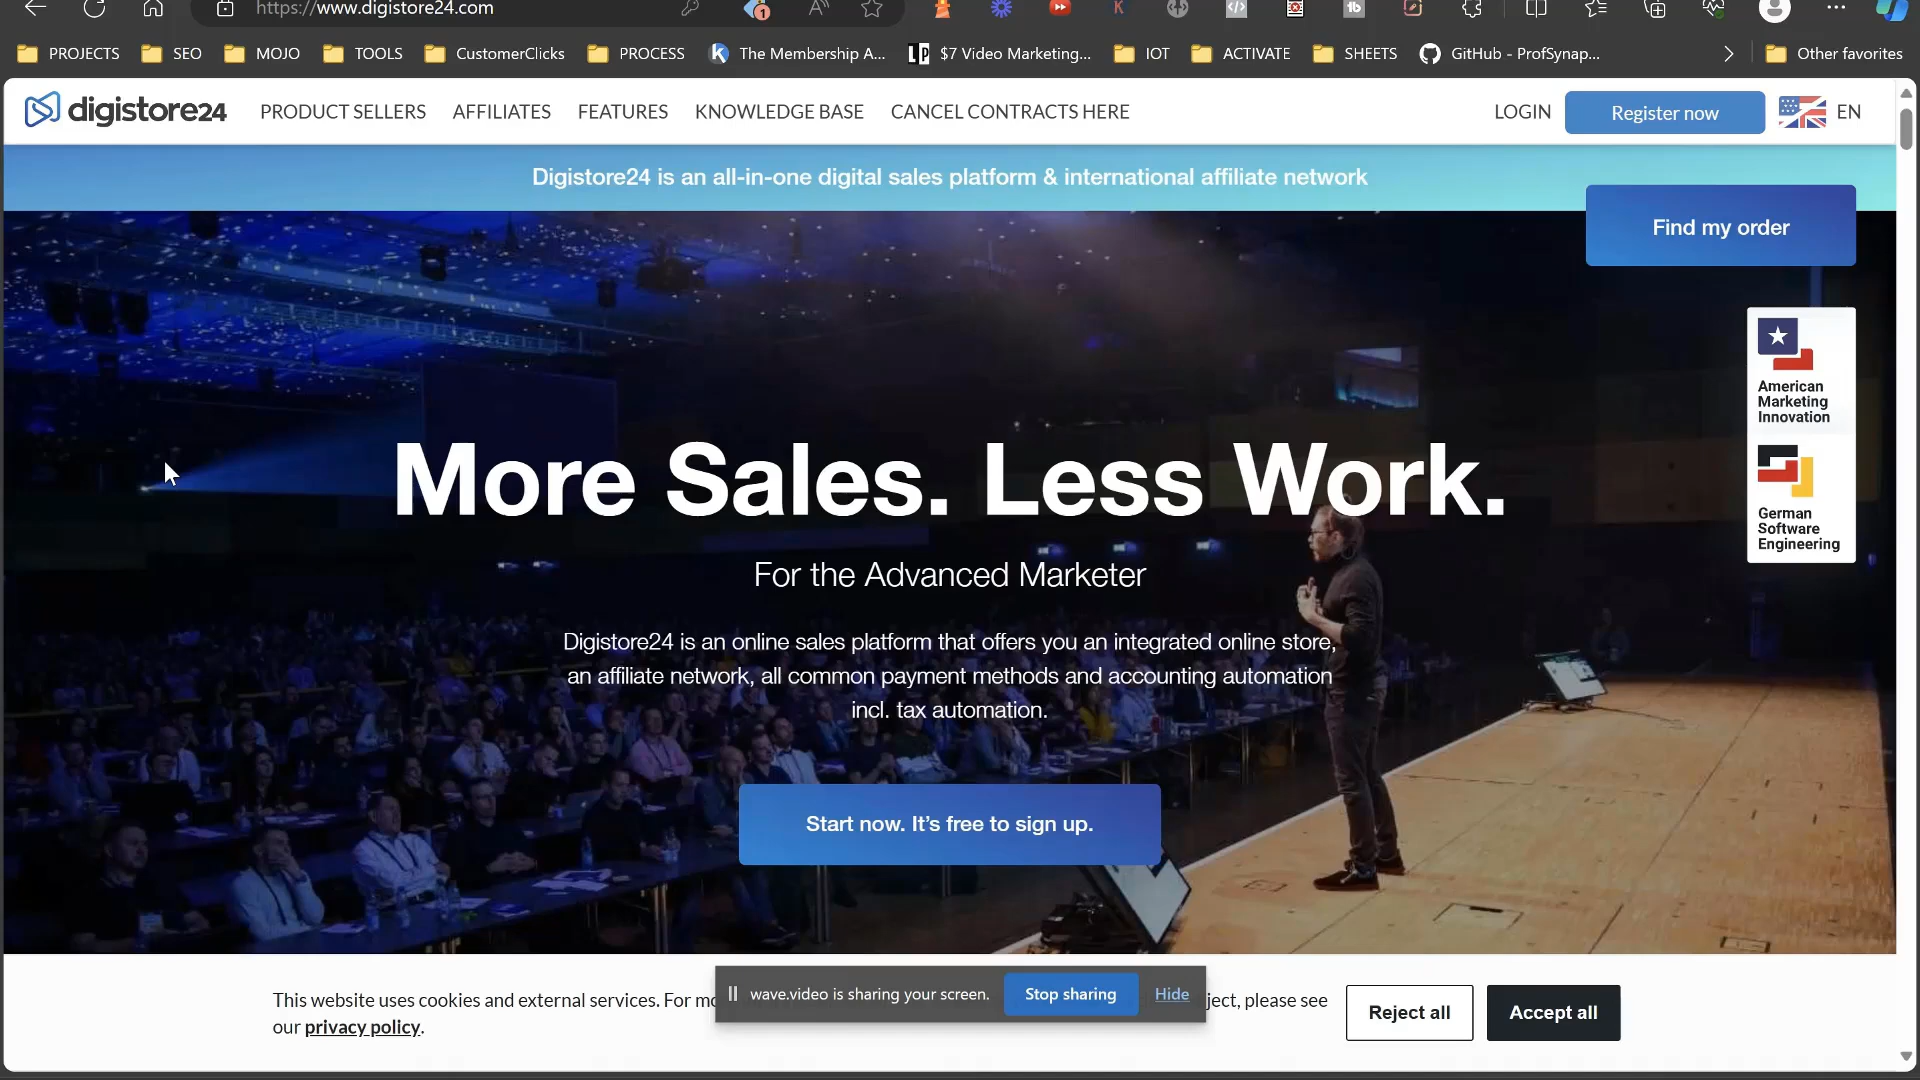 https://www.digistore24.com
1
K
tb
PROJECTS
SEO
MOJO
TOOLS
CustomerClicks
PROCESS
The Membership A...
$7 Video Marketing...
IOT
ACTIVATE
SHEETS
GitHub - ProfSynap...
Other favorites
digistore24
PRODUCT SELLERS
AFFILIATES
FEATURES
KNOWLEDGE BASE
CANCEL CONTRACTS HERE
LOGIN
Register now
EN
Digistore24 is an all-in-one digital sales platform & international affiliate network
Find my order
American
Marketing
Innovation
German
Software
Engineering
More Sales. Less Work.
For the Advanced Marketer
Digistore24 is an online sales platform that offers you an integrated online store,
an affiliate network, all common payment methods and accounting automation
incl. tax automation.
Start now. It's free to sign up.
This website uses cookies and external services. For
please see
our privacy policy.
wave.video is sharing your screen.
Stop sharing
Hide
Reject all
Accept all